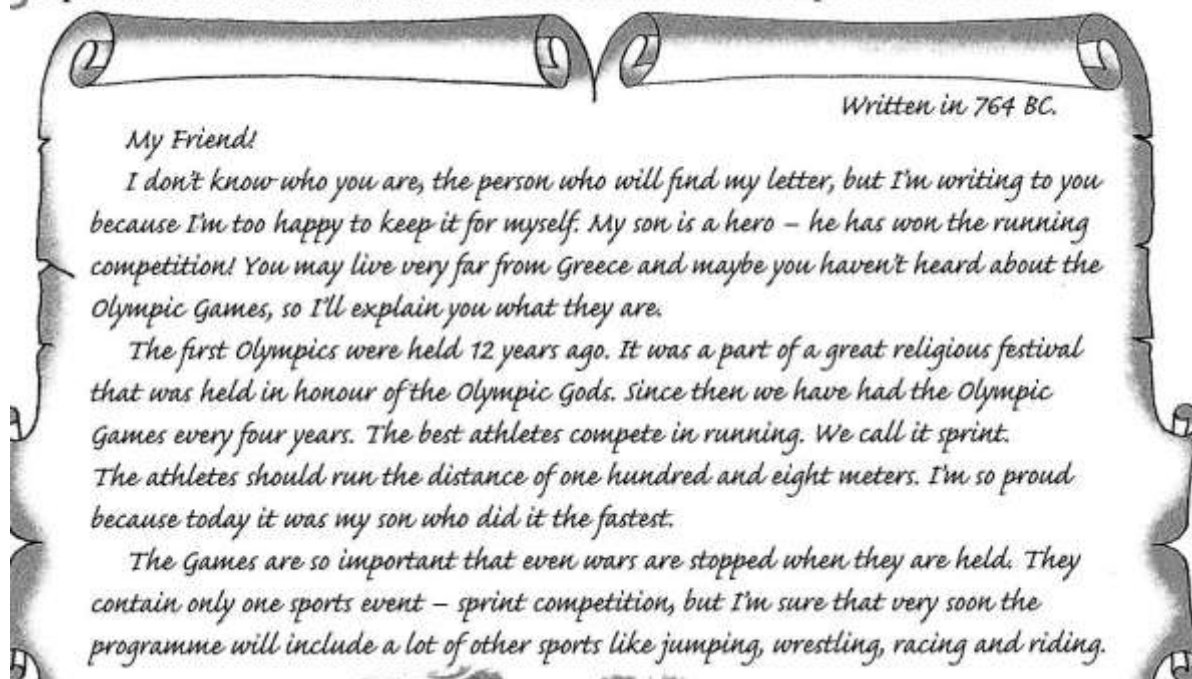 Written in 764 BC.
My Friend!
I don't know who you are, the person who will find my letter, but I'm writing to you
because I'm too happy to keep it for myself. My son is a hero – he has won the running
competition! You may live very far from Greece and maybe you haven't heard about the
Olympic Games, so I'll explain you what they are.
The first Olympics were held 12 years ago. It was a part of a great religious festival
that was held in honour of the Olympic Gods. Since then we have had the Olympic
Games every four years. The best athletes compete in running. We call it sprint.
The athletes should run the distance of one hundred and eight meters. I'm so proud
because today it was my son who did it the fastest.
The Games are so important that even wars are stopped when they are held. They
contain only one sports event – sprint competition, but I'm sure that very soon the
programme will include a lot of other sports like jumping, wrestling, racing and riding.